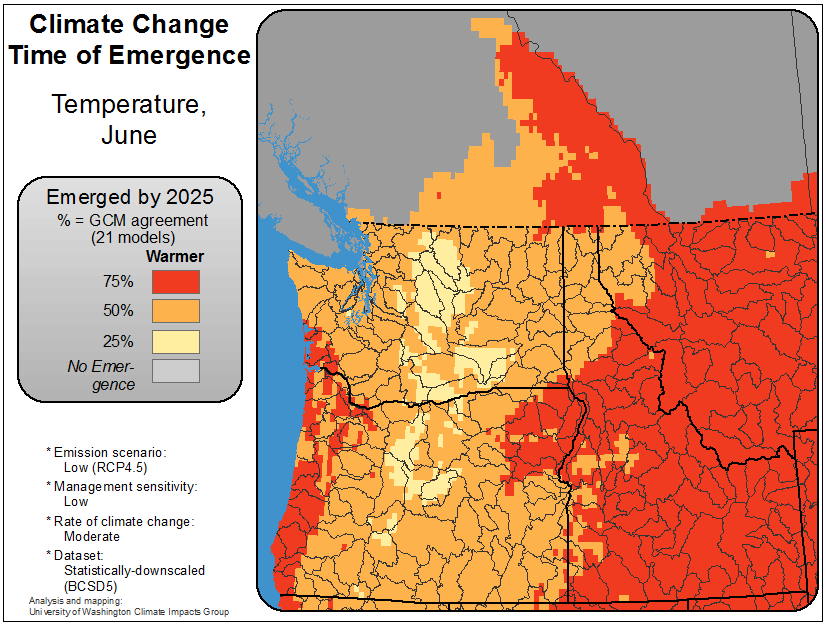 Climate Change
Time of Emergence
Temperature,
June
Emerged by 2025
% = GCM agreement
(21 models)
Warmer
75%
50%
25%
No Emer-
gence
* Emission scenario:
Low (RCP4.5)
* Management sensitivity:
Low
* Rate of climate change:
Moderate
* Dataset:
Statistically-downscaled
(BCSD5)
Analysis and mapping:
University of Washington Climate Impacts Group